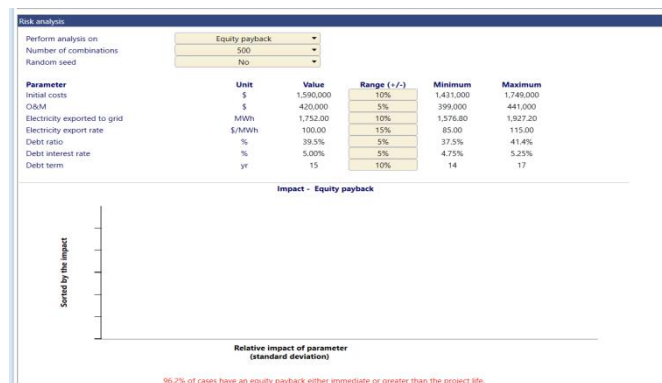 Risk analysis
Perform analysis on Equity payback
Number of combinations 500
Random seed No
Parameter Unit Value Range (+/-) Minimum Maximum
Initial costs $ 1,590,000 10% 1,431,000 1,749,000
O&M $ 420,000 5% 399,000 441,000
Electricity exported to grid MWh 1,752.00 10% 1,576.80 1,927.20
Electricity export rate $/MWh 100.00 15% 85.00 115.00
Debt ratio % 39.5% 5% 37.5% 41.4%
Debt interest rate % 5.00% 5% 4.75% 5.25%
Debt term yr 15 10% 14 17
Impact - Equity payback
Sorted by the impact
Relative impact of parameter
(standard deviation)
96.2% of cases have an equity payback either immediate or greater than the project life.